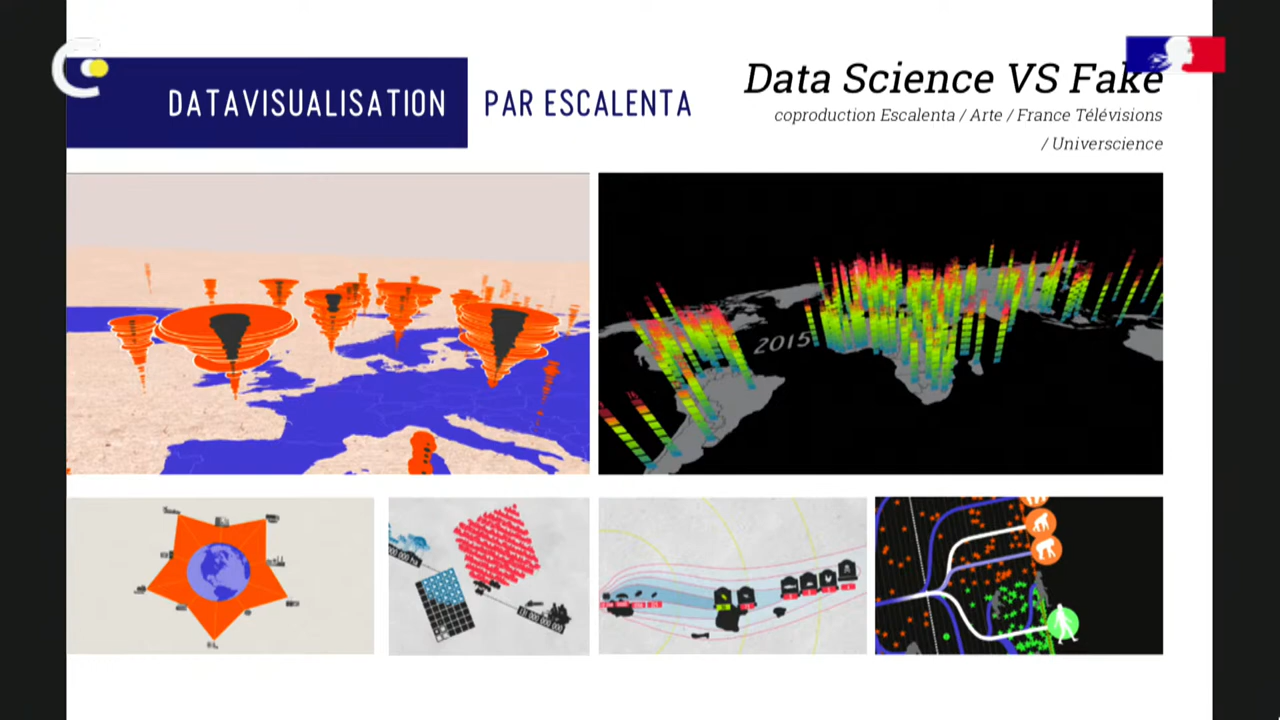 DATAVISUALISATION
PAR ESCALENTA
Data Science VS Fake
coproduction Escalenta / Arte / France Télévisions
/ Universcience
2015